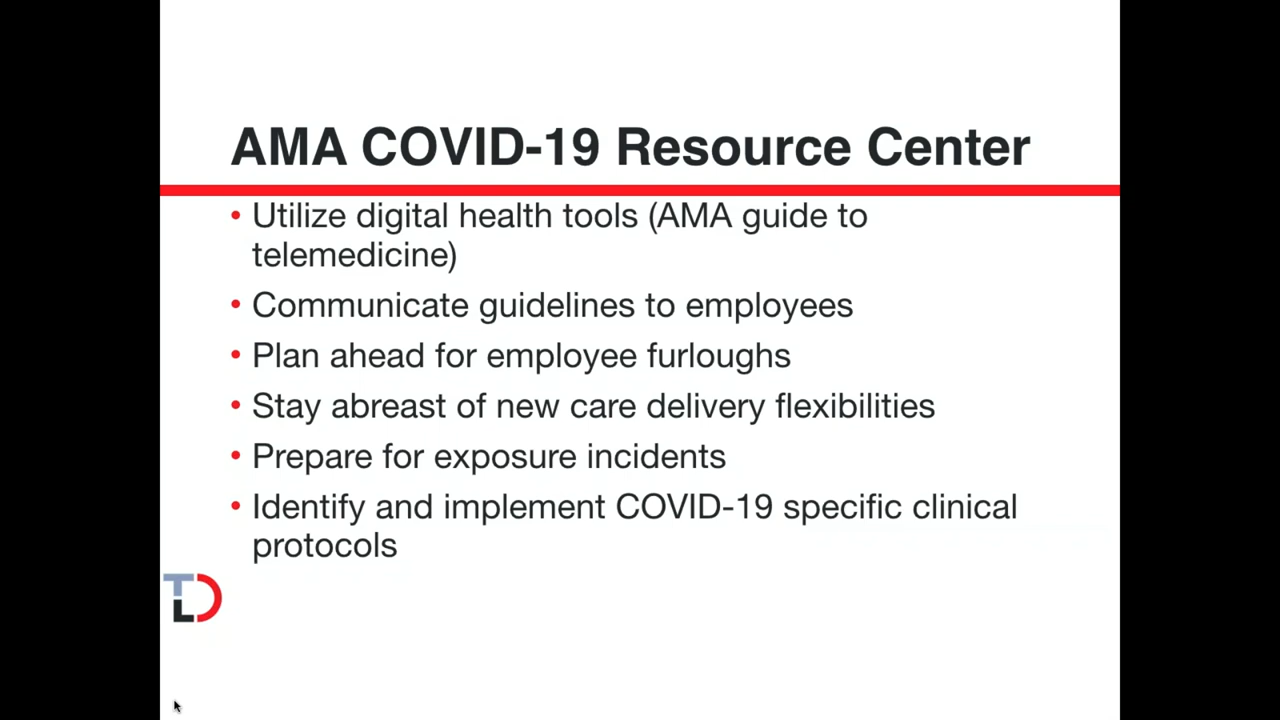 AMA COVID-19 Resource Center
• Utilize digital health tools (AMA guide to
telemedicine)
• Communicate guidelines to employees
• Plan ahead for employee furloughs
• Stay abreast of new care delivery flexibilities
• Prepare for exposure incidents
• Identify and implement COVID-19 specific clinical
protocols
TLD